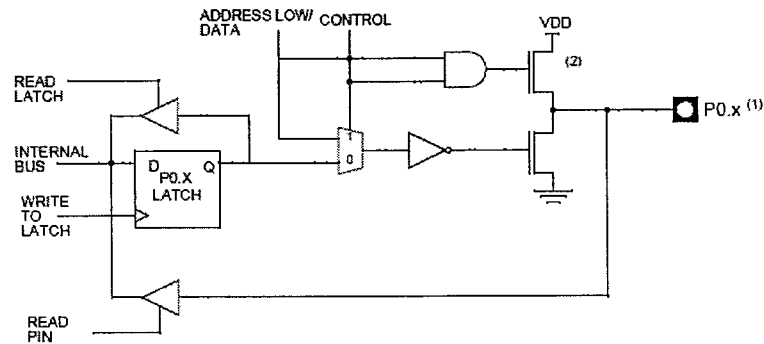 ADDRESS LOW/
DATA
CONTROL
VDD
(2)
READ
LATCH
P0.x (1)
INTERNAL
BUS
D
Q
P0.X
LATCH
1
0
WRITE
TO
LATCH
READ
PIN